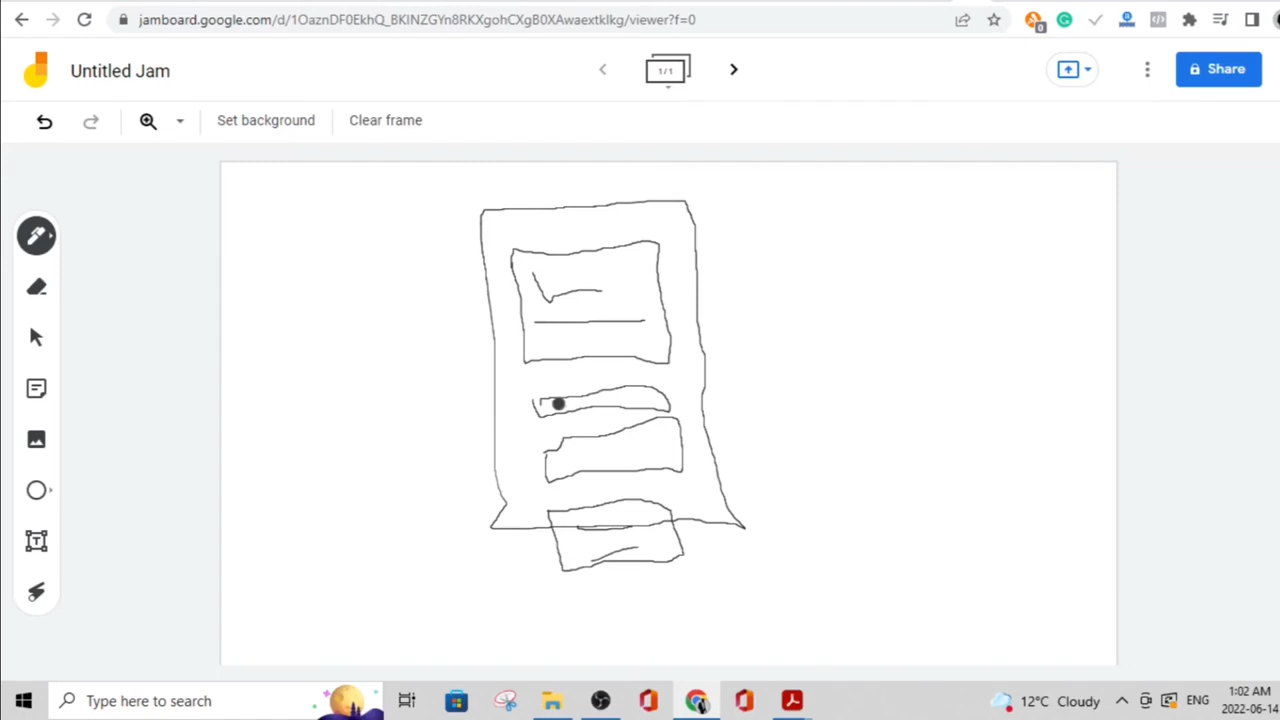 jamboard.google.com/d/1OaznDF0EkhQ_BKINZGYn8RKXgohCXgB0XAwaextklkg/viewer?f=0
0
Untitled Jam
1/1
Share
Set background
Clear frame
T
Type here to search
12°C Cloudy
ENG
1:02 AM
2022-06-14